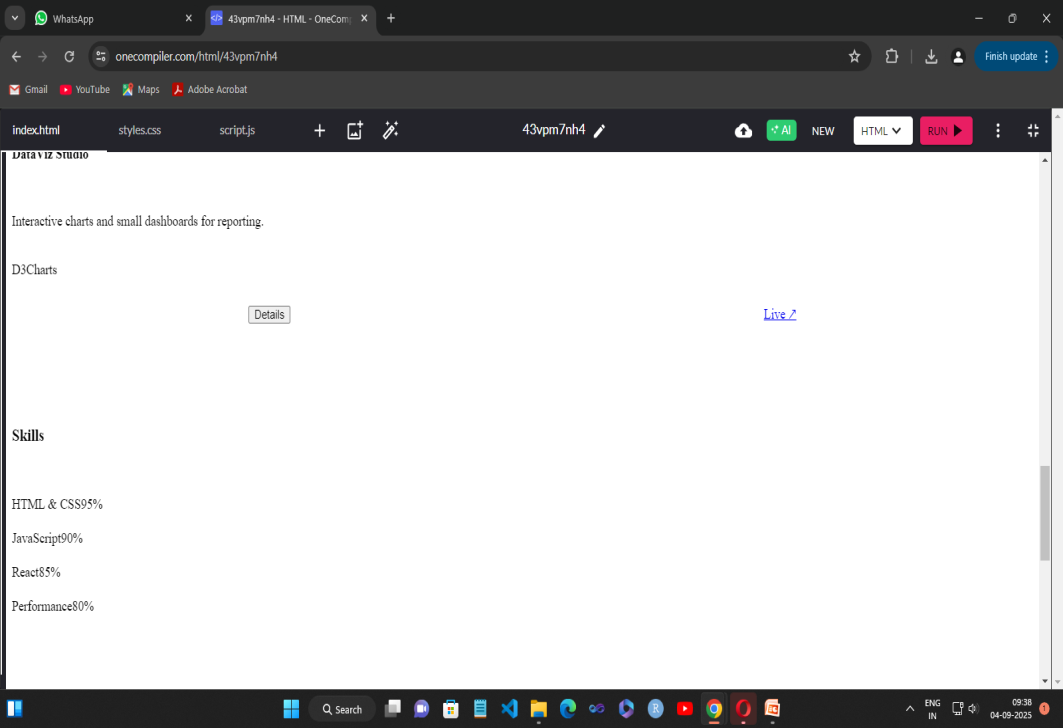 WhatsApp
43vpm7nh4 - HTML - OneComp
onecompiler.com/html/43vpm7nh4
Finish update
Gmail
YouTube
Maps
Adobe Acrobat
index.html
styles.css
script.js
43vpm7nh4
AI
NEW
HTML
RUN
DataViz Studio
Interactive charts and small dashboards for reporting.
D3Charts
Details
Live ↗
Skills
HTML & CSS95%
JavaScript90%
React85%
Performance80%
Search
ENG
IN
09:38
04-09-2025
1